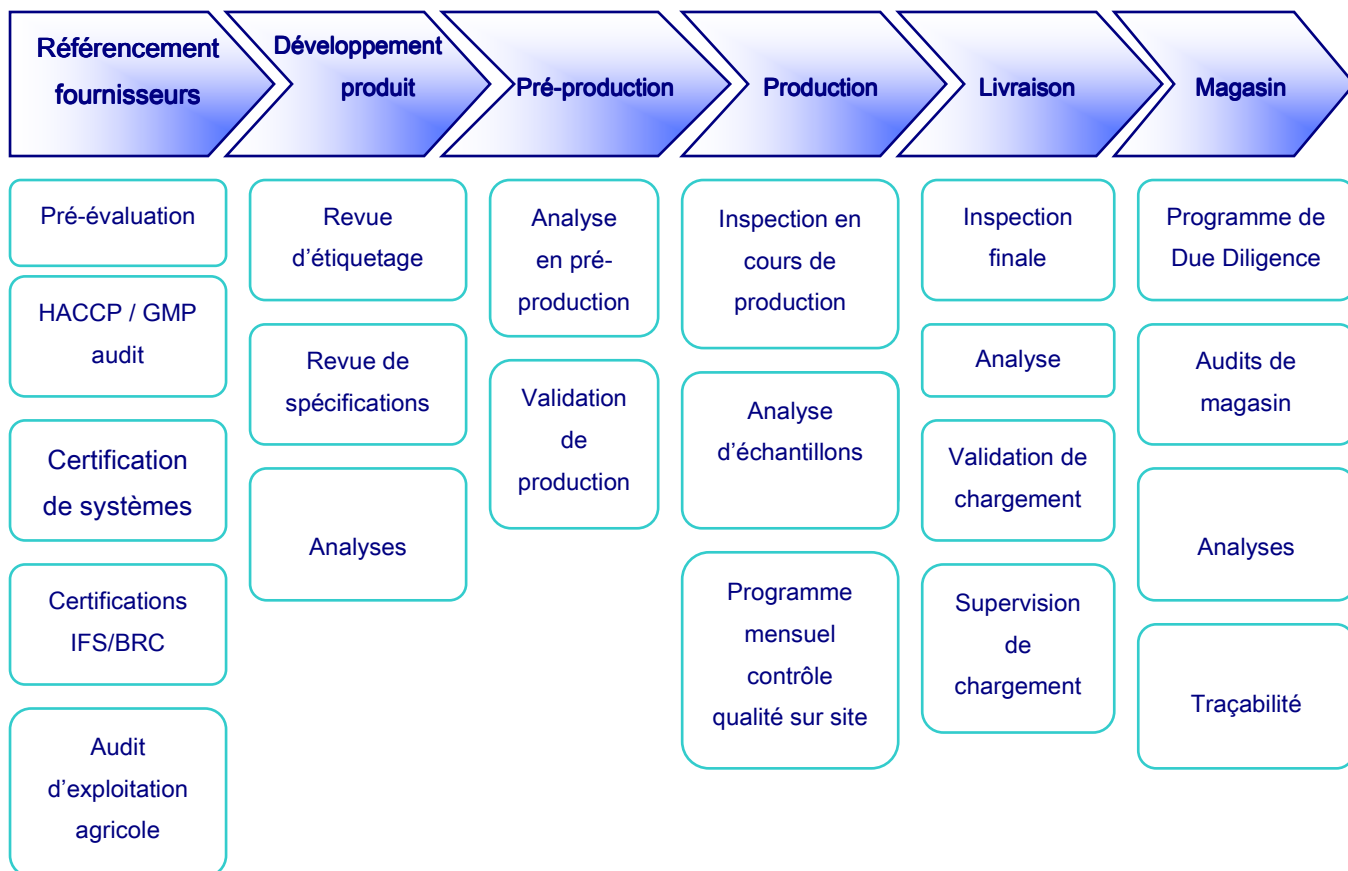 Référencement
fournisseurs
Développement
produit
Pré-production
Production
Livraison
Magasin
Pré-évaluation
HACCP / GMP
audit
Certification
de systèmes
Certifications
IFS/BRC
Audit
d’exploitation
agricole
Revue
d’étiquetage
Revue de
spécifications
Analyses
Analyse
en pré-
production
Validation
de
production
Inspection en
cours de
production
Analyse
d’échantillons
Programme
mensuel
contrôle
qualité sur site
Inspection
finale
Analyse
Validation de
chargement
Supervision
de
chargement
Programme de
Due Diligence
Audits de
magasin
Analyses
Traçabilité